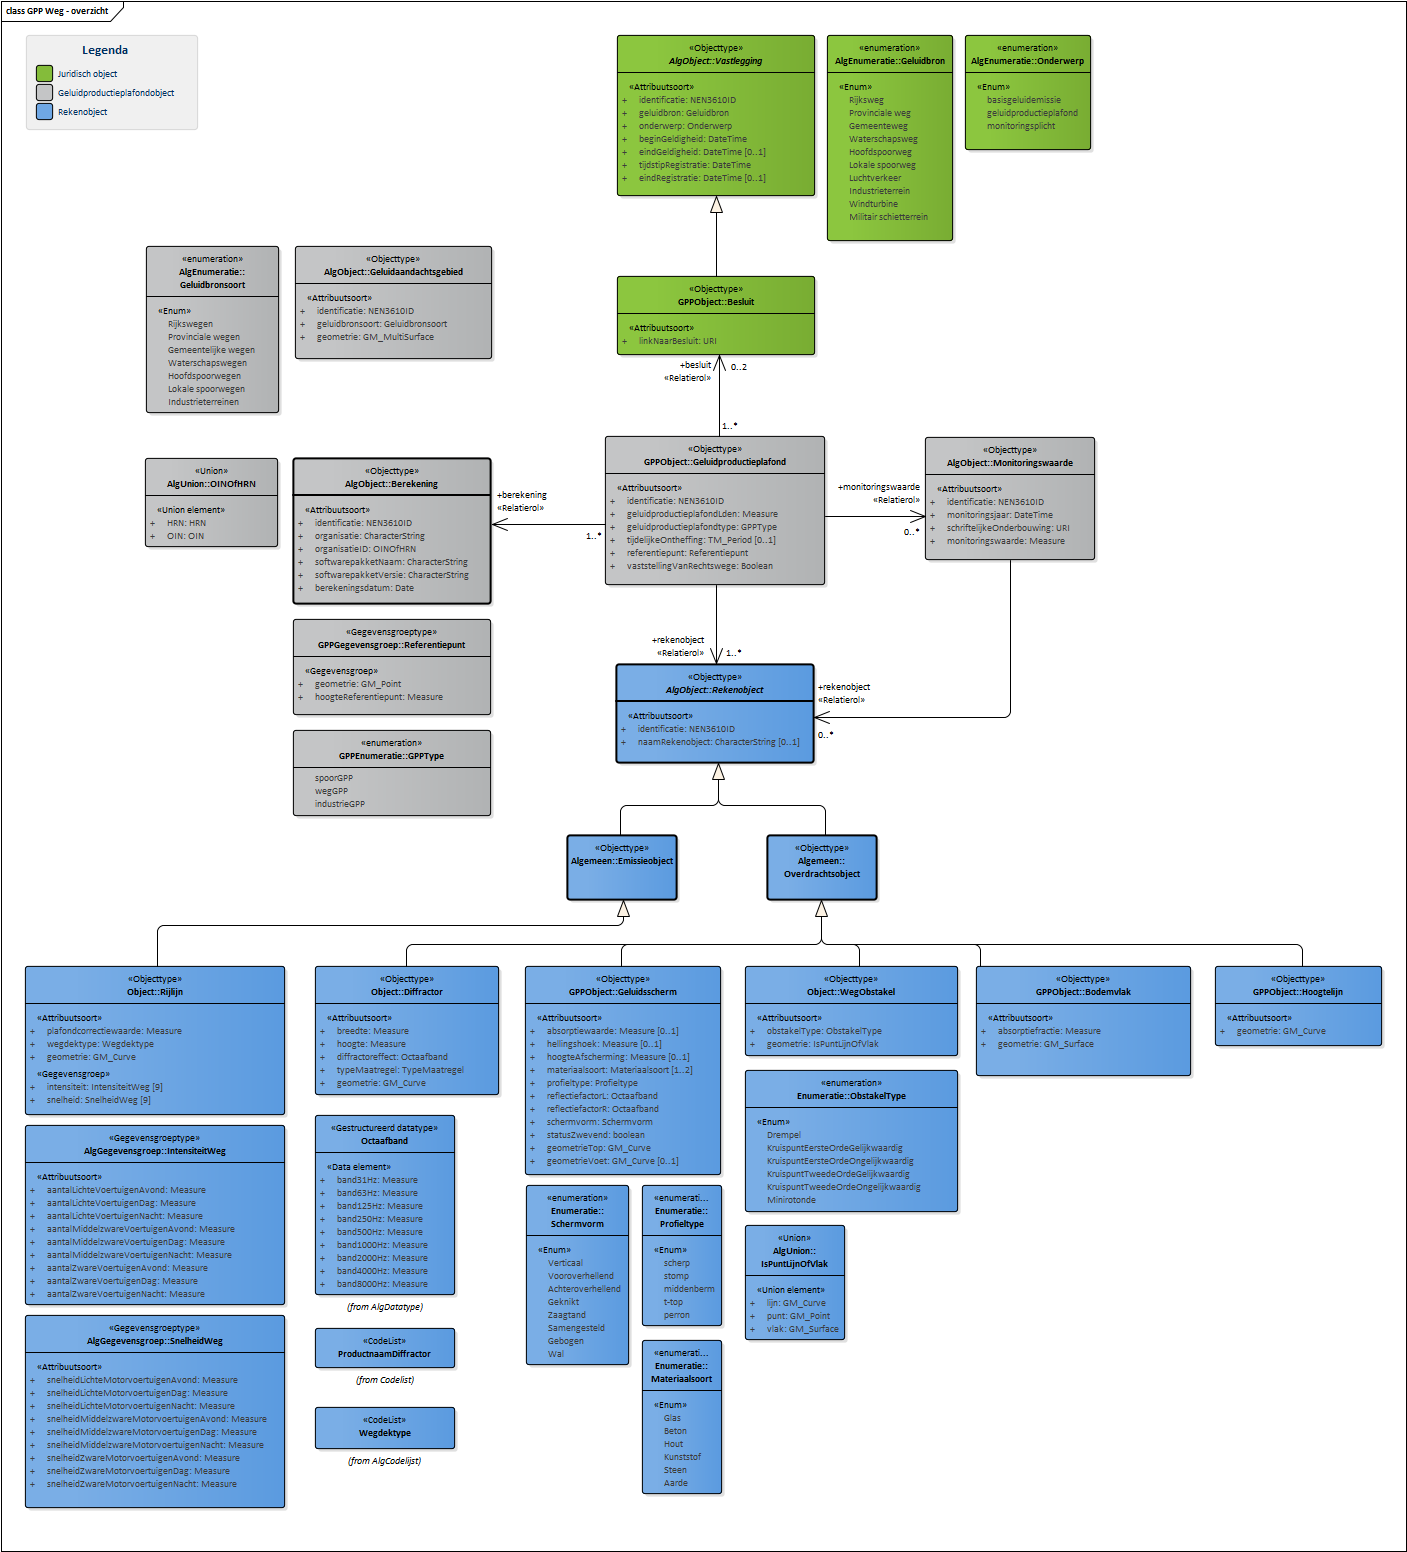 class GPP Weg - overzicht
Legenda
Juridisch object
Geluidproductieplafondobject
Rekenobject
«Objecttype»
AlgObject::Vastlegging
«Attribuutsoort»
+ identificatie: NEN3610ID
+ geluidbron: Geluidbron
+ onderwerp: Onderwerp
+ beginGeldigheid: DateTime
+ eindGeldigheid: DateTime [0..1]
+ tijdstipRegistratie: DateTime
+ eindRegistratie: DateTime [0..1]
«enumeration»
AlgEnumeratie::Geluidbron
«Enum»
Rijksweg
Provinciale weg
Gemeenteweg
Waterschapsweg
Hoofdspoorweg
Lokale spoorweg
Luchtverkeer
Industrieterrein
Windturbine
Militair schietterrein
«enumeration»
AlgEnumeratie::Onderwerp
«Enum»
basisgeluidemissie
geluidproductieplafond
monitoringsplicht
«enumeration»
AlgEnumeratie::
Geluidbronsoort
«Enum»
Rijkswegen
Provinciale wegen
Gemeentelijke wegen
Waterschapswegen
Hoofdspoorwegen
Lokale spoorwegen
Industrieterreinen
«Objecttype»
AlgObject::Geluidaandachtsgebied
«Attribuutsoort»
+ identificatie: NEN3610ID
+ geluidbronsoort: Geluidbronsoort
+ geometrie: GM_MultiSurface
«Objecttype»
GPPObject::Besluit
«Attribuutsoort»
+ linkNaarBesluit: URI
+besluit
«Relatierol»
0..2
1..*
«Union»
AlgUnion::OINOfHRN
«Union element»
+ HRN: HRN
+ OIN: OIN
«Objecttype»
AlgObject::Berekening
«Attribuutsoort»
+ identificatie: NEN3610ID
+ organisatie: CharacterString
+ organisatieID: OINOfHRN
+ softwarepakketNaam: CharacterString
+ softwarepakketVersie: CharacterString
+ berekeningsdatum: Date
+berekening
«Relatierol»
1..*
«Objecttype»
GPPObject::Geluidproductieplafond
«Attribuutsoort»
+ identificatie: NEN3610ID
+ geluidproductieplafondLden: Measure
+ geluidproductieplafondtype: GPPType
+ tijdelijkeOntheffing: TM_Period [0..1]
+ referentiepunt: Referentiepunt
+ vaststellingVanRechtswege: Boolean
+monitoringswaarde
«Relatierol»
0..*
«Objecttype»
AlgObject::Monitoringswaarde
«Attribuutsoort»
+ identificatie: NEN3610ID
+ monitoringsjaar: DateTime
+ schriftelijkeOnderbouwing: URI
+ monitoringswaarde: Measure
«Gegevensgroeptype»
GPPGegevensgroep::Referentiepunt
«Gegevensgroep»
+ geometrie: GM_Point
+ hoogteReferentiepunt: Measure
+rekenobject
«Relatierol»
1..*
«Objecttype»
AlgObject::Rekenobject
«Attribuutsoort»
+ identificatie: NEN3610ID
+ naamRekenobject: CharacterString [0..1]
+rekenobject
«Relatierol»
0..*
«enumeration»
GPPEnumeratie::GPPType
spoorGPP
wegGPP
industrieGPP
«Objecttype»
Algemeen::Emissieobject
«Objecttype»
Algemeen::
Overdrachtsobject
«Objecttype»
Object::Rijlijn
«Attribuutsoort»
+ plafondcorrectiewaarde: Measure
+ wegdektype: Wegdektype
+ geometrie: GM_Curve
«Gegevensgroep»
+ intensiteit: IntensiteitWeg [9]
+ snelheid: SnelheidWeg [9]
«Objecttype»
Object::Diffractor
«Attribuutsoort»
+ breedte: Measure
+ hoogte: Measure
+ diffractoreffect: Octaafband
+ typeMaatregel: TypeMaatregel
+ geometrie: GM_Curve
«Objecttype»
GPPObject::Geluidsscherm
«Attribuutsoort»
+ absorptiewaarde: Measure [0..1]
+ hellingshoek: Measure [0..1]
+ hoogteAfscherming: Measure [0..1]
+ materiaalsoort: Materiaalsoort [1..2]
+ profieltype: Profieltype
+ reflectiefactorL: Octaafband
+ reflectiefactorR: Octaafband
+ schermvorm: Schermvorm
+ statusZwevend: boolean
+ geometrieTop: GM_Curve
+ geometrieVoet: GM_Curve [0..1]
«Objecttype»
Object::WegObstakel
«Attribuutsoort»
+ obstakelType: ObstakelType
+ geometrie: IsPuntLijnOfVlak
«Objecttype»
GPPObject::Bodemvlak
«Attribuutsoort»
+ absorptiefractie: Measure
+ geometrie: GM_Surface
«Objecttype»
GPPObject::Hoogtelijn
«Attribuutsoort»
+ geometrie: GM_Curve
«enumeration»
Enumeratie::ObstakelType
«Enum»
Drempel
KruispuntEersteOrdeGelijkwaardig
KruispuntEersteOrdeOngelijkwaardig
KruispuntTweedeOrdeGelijkwaardig
KruispuntTweedeOrdeOngelijkwaardig
Minirotonde
«Gegevensgroeptype»
AlgGegevensgroep::IntensiteitWeg
«Attribuutsoort»
+ aantalLichteVoertuigenAvond: Measure
+ aantalLichteVoertuigenDag: Measure
+ aantalLichteVoertuigenNacht: Measure
+ aantalMiddelzwareVoertuigenAvond: Measure
+ aantalMiddelzwareVoertuigenDag: Measure
+ aantalMiddelzwareVoertuigenNacht: Measure
+ aantalZwareVoertuigenAvond: Measure
+ aantalZwareVoertuigenDag: Measure
+ aantalZwareVoertuigenNacht: Measure
«Gestructureerd datatype»
Octaafband
«Data element»
+ band31Hz: Measure
+ band63Hz: Measure
+ band125Hz: Measure
+ band250Hz: Measure
+ band500Hz: Measure
+ band1000Hz: Measure
+ band2000Hz: Measure
+ band4000Hz: Measure
+ band8000Hz: Measure
(from AlgDatatype)
«enumeration»
Enumeratie::
Schermvorm
«Enum»
Verticaal
Vooroverhellend
Achteroverhellend
Geknikt
Zaagtand
Samengesteld
Gebogen
Wal
«enumerati...
Enumeratie::
Profieltype
«Enum»
scherp
stomp
middenberm
t-top
perron
«Union»
AlgUnion::
IsPuntLijnOfVlak
«Union element»
+ lijn: GM_Curve
+ punt: GM_Point
+ vlak: GM_Surface
«Gegevensgroeptype»
AlgGegevensgroep::SnelheidWeg
«Attribuutsoort»
+ snelheidLichteMotorvoertuigenAvond: Measure
+ snelheidLichteMotorvoertuigenDag: Measure
+ snelheidLichteMotorvoertuigenNacht: Measure
+ snelheidMiddelzwareMotorvoertuigenAvond: Measure
+ snelheidMiddelzwareMotorvoertuigenDag: Measure
+ snelheidMiddelzwareMotorvoertuigenNacht: Measure
+ snelheidZwareMotorvoertuigenAvond: Measure
+ snelheidZwareMotorvoertuigenDag: Measure
+ snelheidZwareMotorvoertuigenNacht: Measure
«CodeList»
ProductnaamDiffractor
(from Codelist)
«CodeList»
Wegdektype
(from AlgCodelijst)
«enumerati...
Enumeratie::
Materiaalsoort
«Enum»
Glas
Beton
Hout
Kunststof
Steen
Aarde